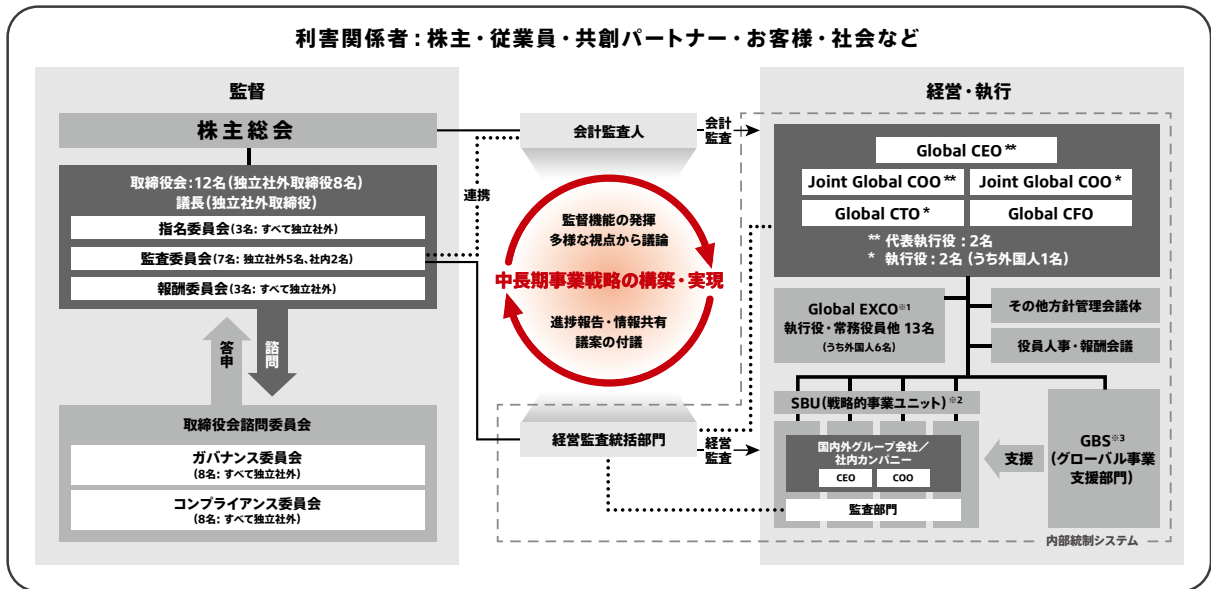 利害関係者:株主・従業員・共創パートナー・お客様・社会など
監督
株主総会
取締役会:12名(独立社外取締役8名)
議長(独立社外取締役)
指名委員会(3名: すべて独立社外)
監査委員会(7名: 独立社外5名、社内2名)
報酬委員会(3名: すべて独立社外)
答申
諮問
取締役会諮問委員会
ガバナンス委員会
(8名: すべて独立社外)
コンプライアンス委員会
(8名: すべて独立社外)
会計監査人
会計
監査
連携
監督機能の発揮
多様な視点から議論
中長期事業戦略の構築・実現
進捗報告・情報共有
議案の付議
経営監査統括部門
経営
監査
経営・執行
Global CEO**
Joint Global COO**
Joint Global COO*
Global CTO*
Global CFO
** 代表執行役:2名
* 執行役:2名(うち外国人1名)
Global EXCO※1
執行役・常務役員他 13名
(うち外国人6名)
その他方針管理会議体
役員人事・報酬会議
SBU(戦略的事業ユニット)※2
国内外グループ会社/
社内カンパニー
CEO
COO
監査部門
支援
GBS※3
(グローバル事業
支援部門)
内部統制システム